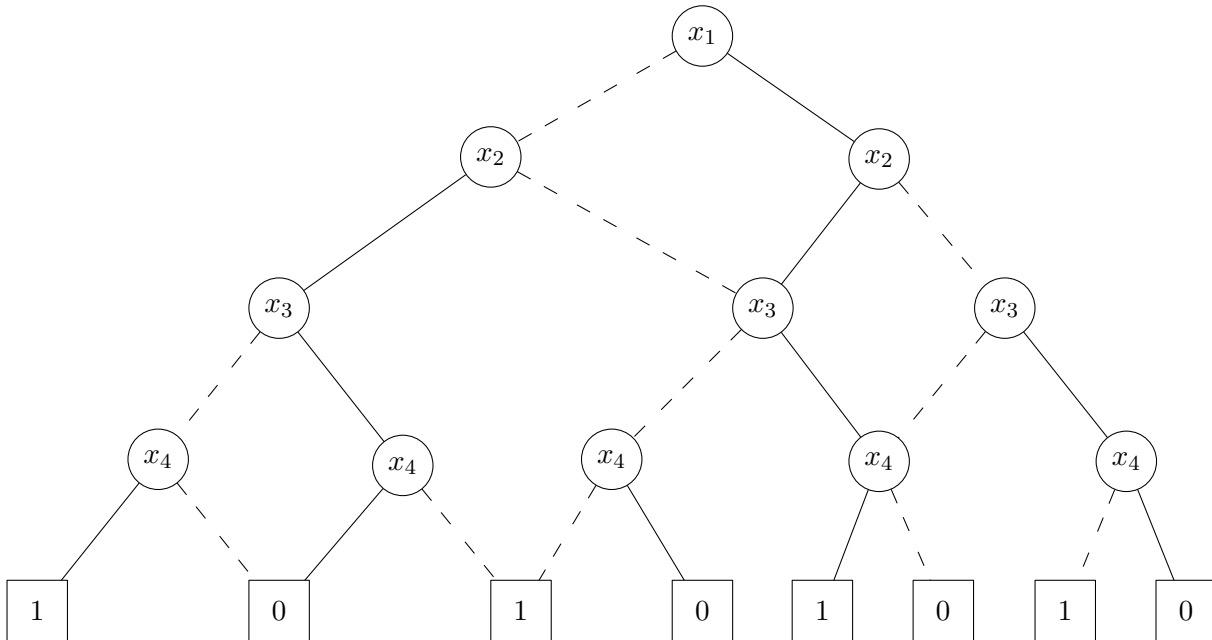 x₁
x₂ x₂
x₃ x₃ x₃
x₄ x₄ x₄ x₄ x₄
1 0 1 0 1 0 1 0